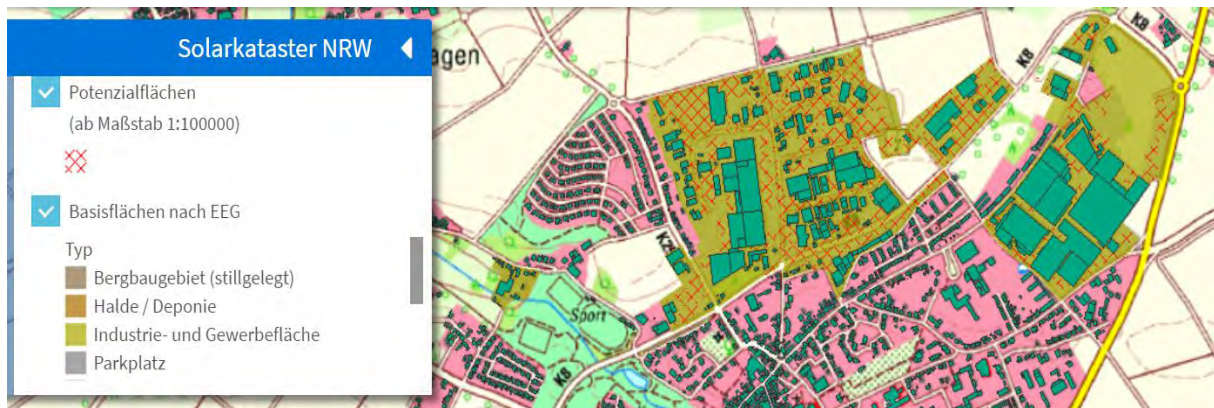 Solarkataster NRW
Potenzialflächen
(ab Maßstab 1:100000)
Basisflächen nach EEG
Typ
Bergbaugebiet (stillgelegt)
Halde / Deponie
Industrie- und Gewerbefläche
Parkplatz
agen
K8
K8
Sport
K8